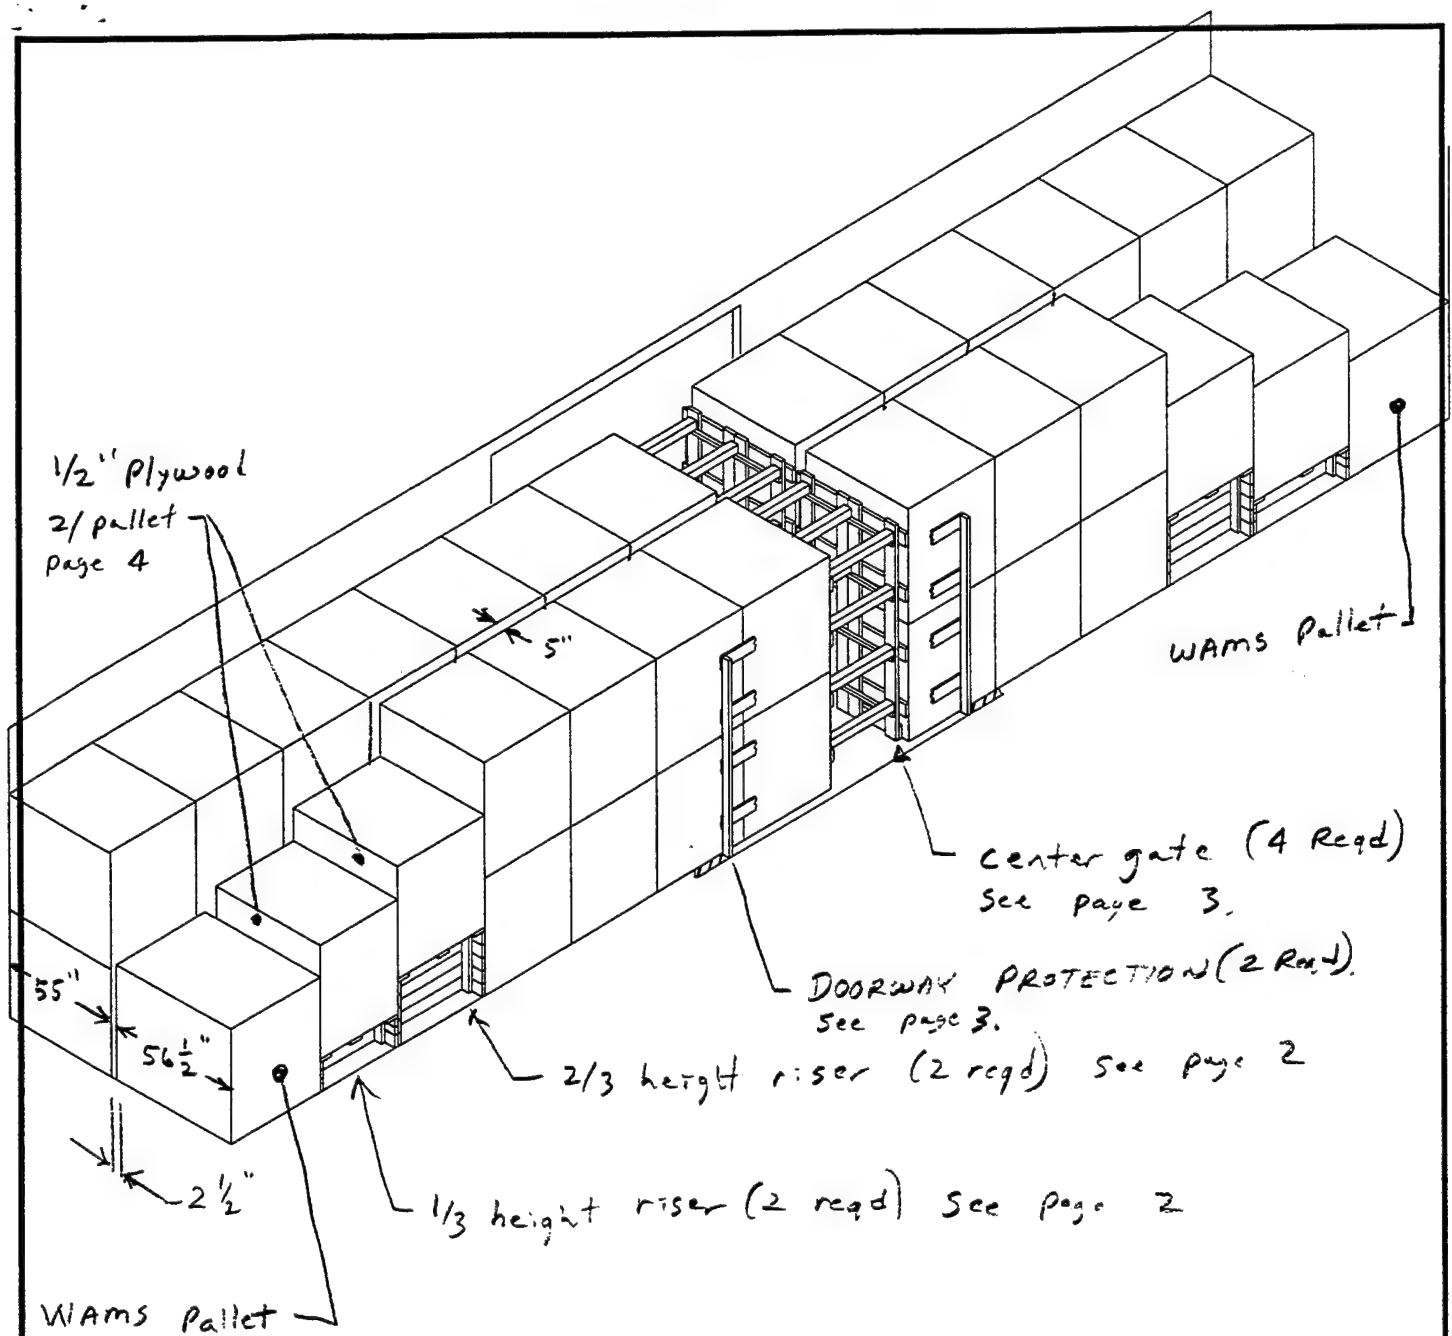 1/2" Plywood
2/ pallet
page 4
5"
WAMS Pallet
center gate (4 Reqd)
See page 3.
DOORWAY PROTECTION (2 Reqd).
See page 3.
55"
56 1/2"
2/3 height riser (2 reqd) See page 2
2 1/2"
1/3 height riser (2 reqd) See page 2
WAMS Pallet